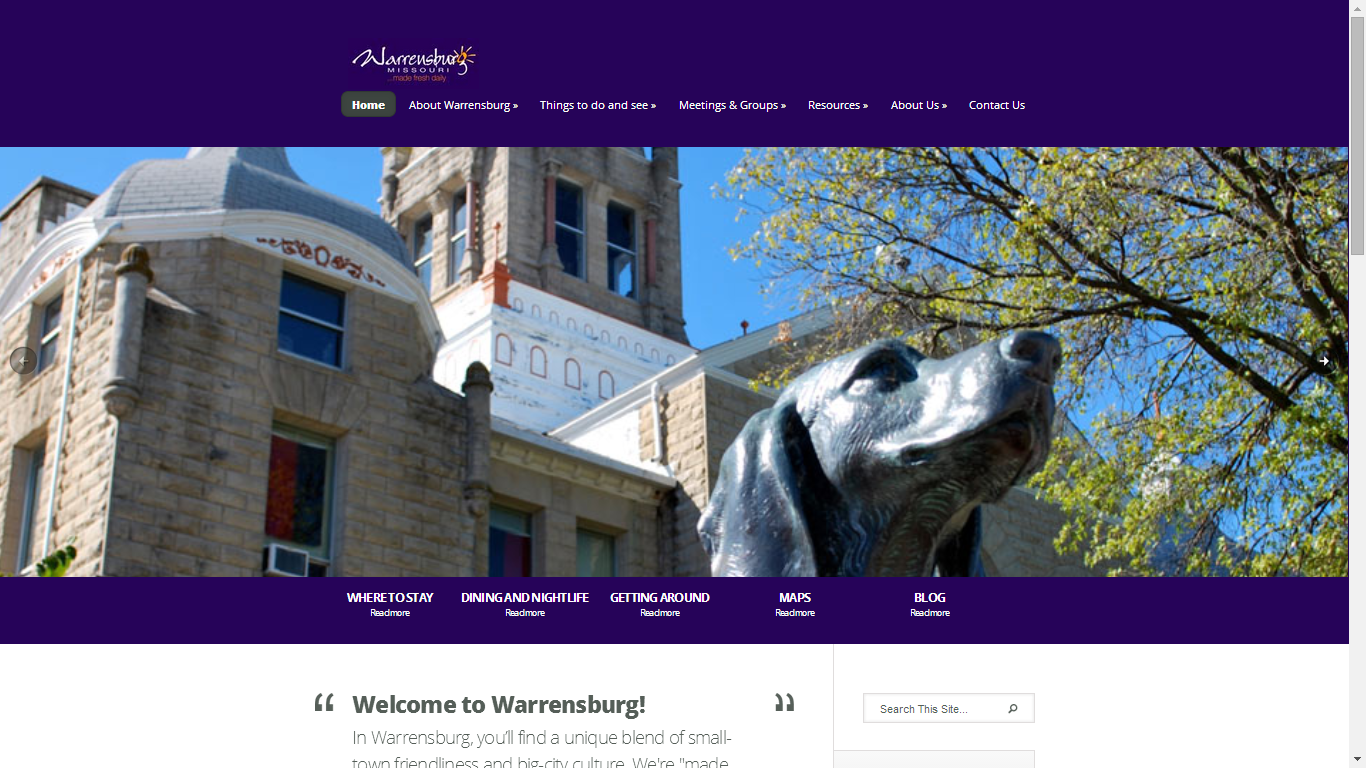 Warrensburg
MISSOURI
...made fresh daily
Home About Warrensburg » Things to do and see » Meetings & Groups » Resources » About Us » Contact Us
WHERE TO STAY DINING AND NIGHTLIFE GETTING AROUND MAPS BLOG
Readmore Readmore Readmore Readmore Readmore
“ Welcome to Warrensburg! ”
In Warrensburg, you’ll find a unique blend of small-
town friendliness and big-city culture. We're "made
Search This Site...